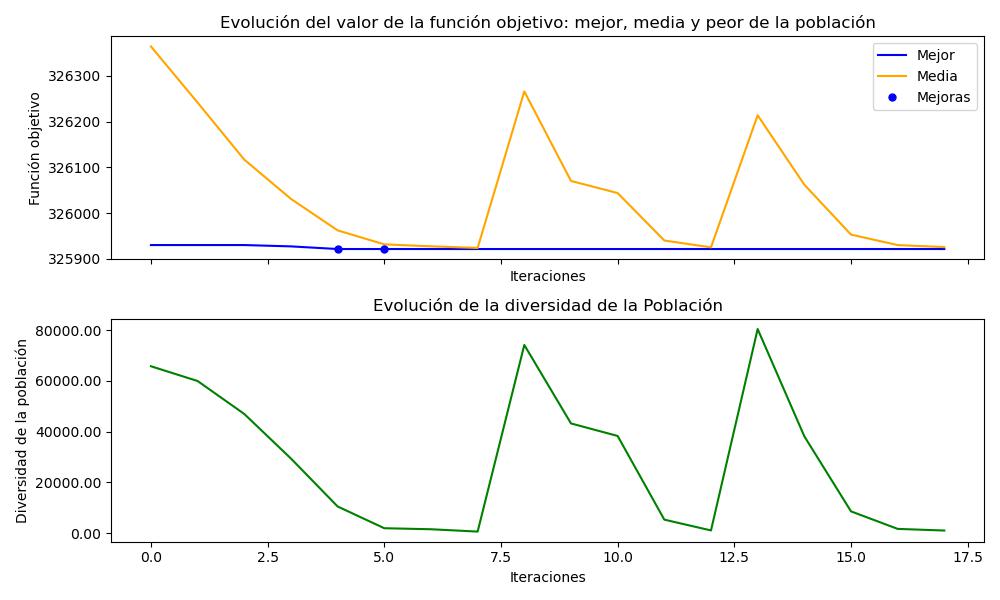 Evolución del valor de la función objetivo: mejor, media y peor de la población
Función objetivo
326300
326200
326100
326000
325900
Mejor
Media
Mejoras
Iteraciones
Evolución de la diversidad de la Población
Diversidad de la población
80000.00
60000.00
40000.00
20000.00
0.00
0.0 2.5 5.0 7.5 10.0 12.5 15.0 17.5
Iteraciones